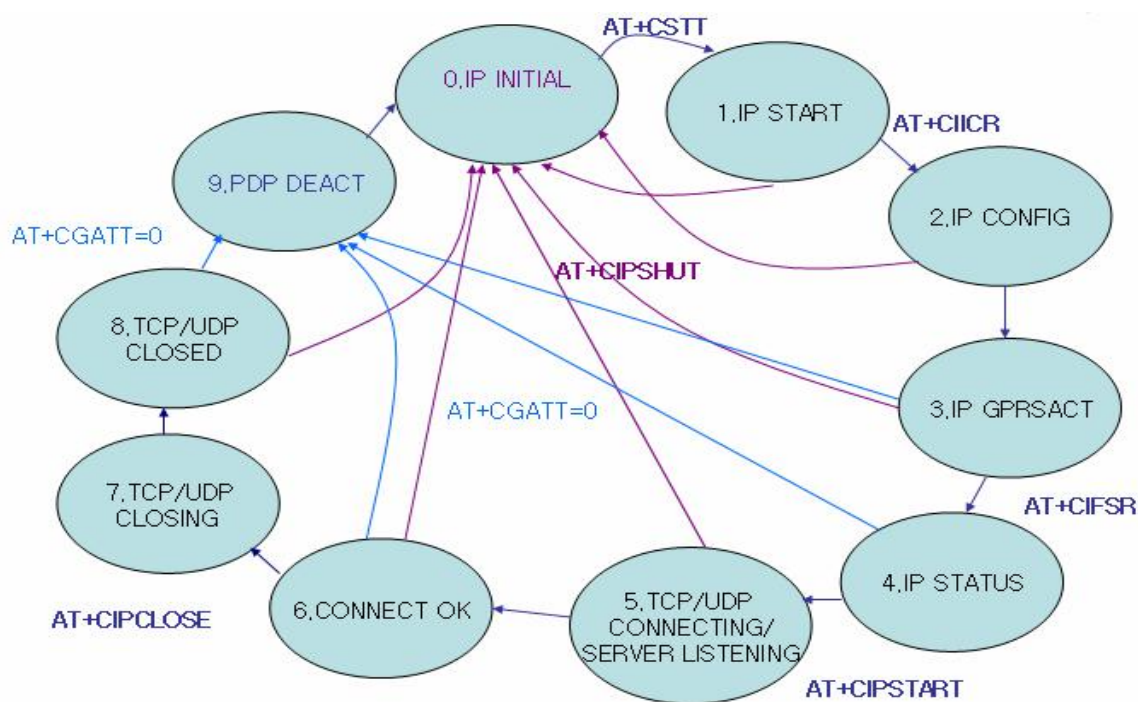 AT+CSTT
0,IP INITIAL
1,IP START
AT+CIICR
9,PDP DEACT
2,IP CONFIG
AT+CGATT=0
AT+CIPSHUT
8,TCP/UDP
CLOSED
3,IP GPRSACT
AT+CGATT=0
7,TCP/UDP
CLOSING
AT+CIFSR
4,IP STATUS
6,CONNECT OK
5,TCP/UDP
CONNECTING/
SERVER LISTENING
AT+CIPCLOSE
AT+CIPSTART